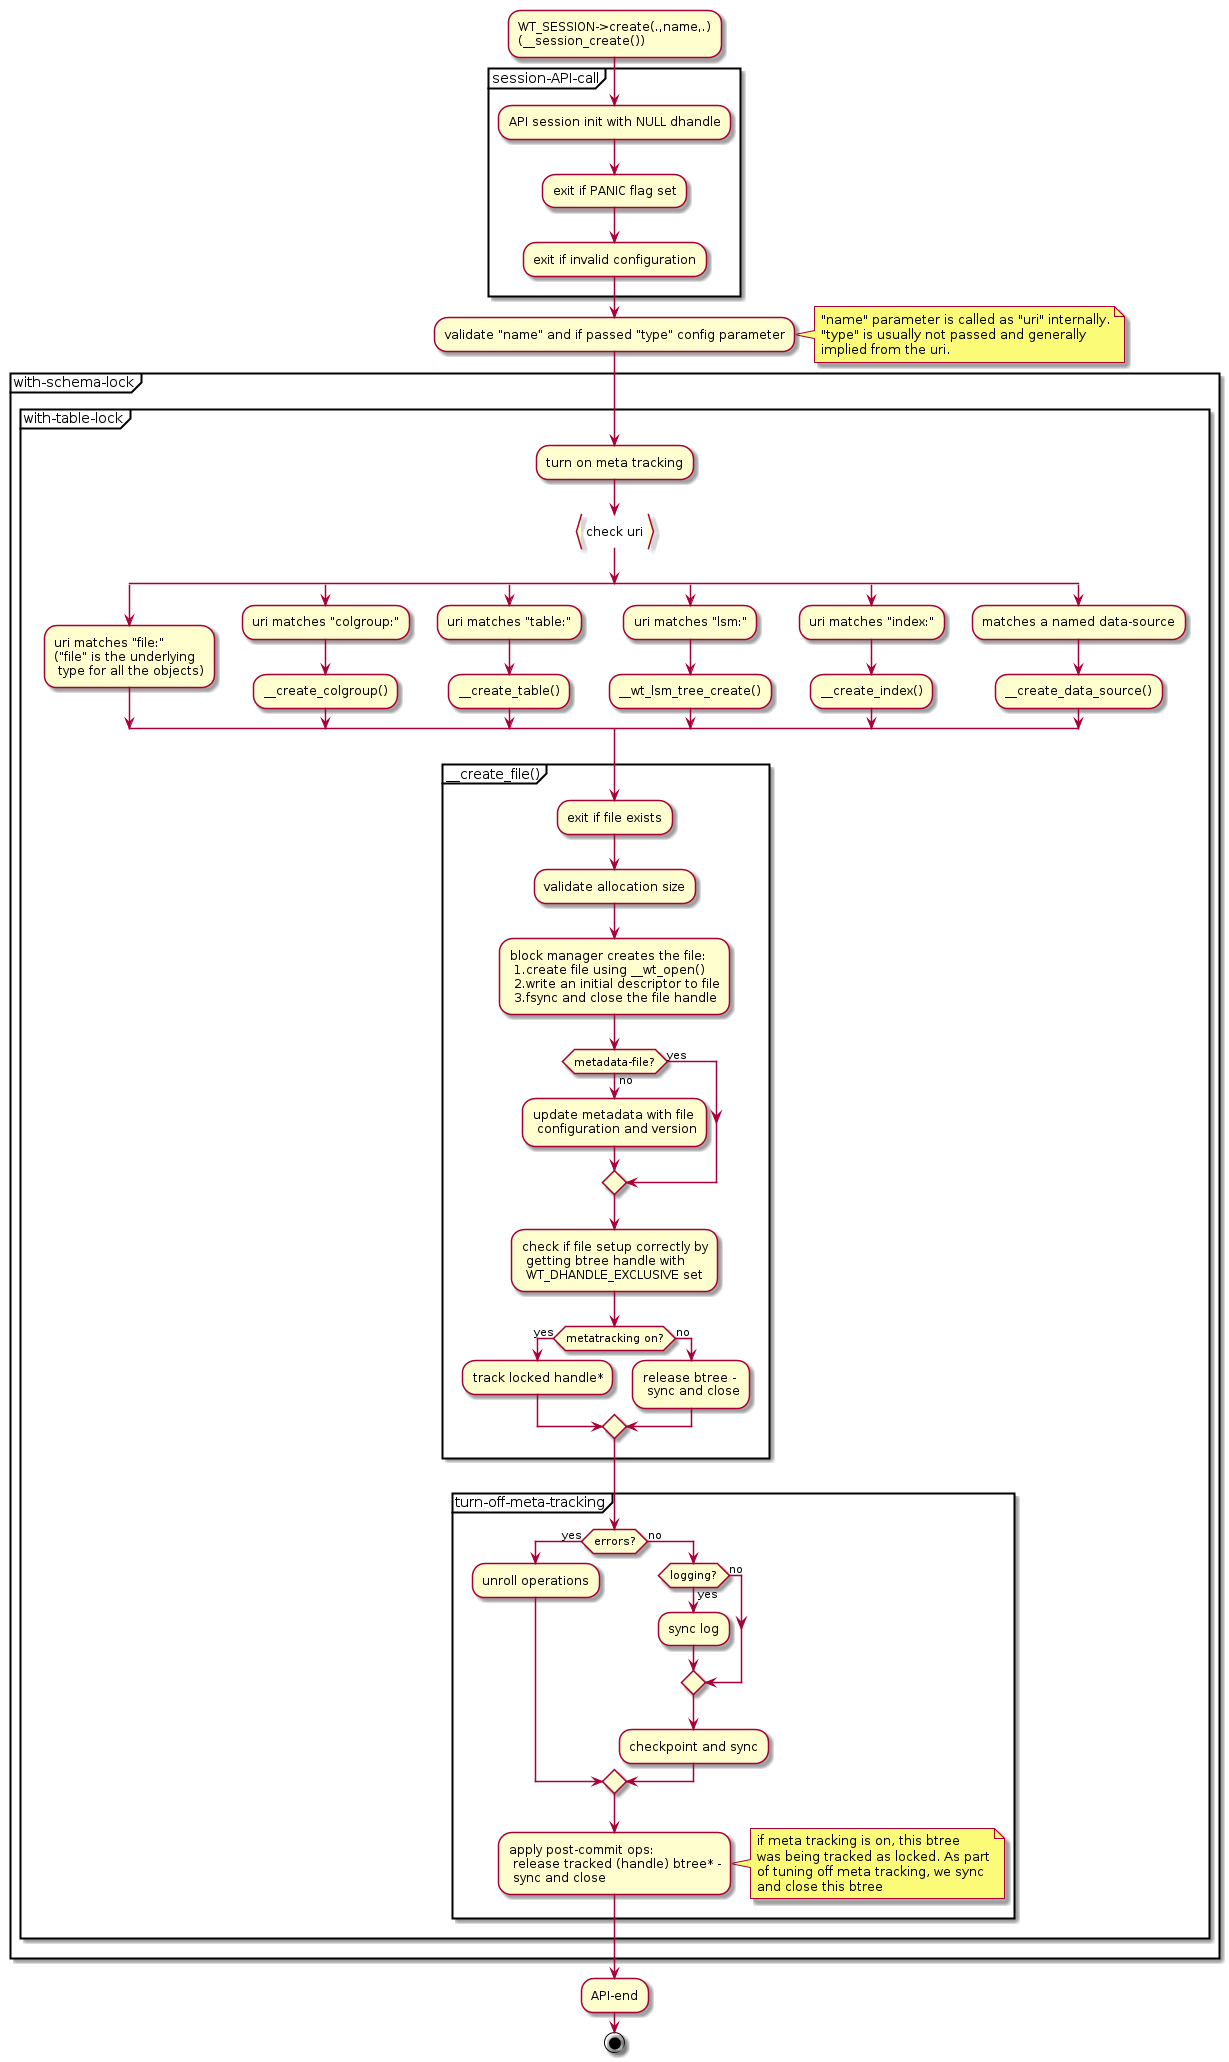 WT_SESSION->create(.,name,.)
(__session_create())
session-API-call
API session init with NULL dhandle
exit if PANIC flag set
exit if invalid configuration
validate "name" and if passed "type" config parameter
"name" parameter is called as "uri" internally.
"type" is usually not passed and generally
implied from the uri.
with-schema-lock
with-table-lock
turn on meta tracking
check uri
uri matches "file:"
("file" is the underlying
type for all the objects)
uri matches "colgroup:"
__create_colgroup()
uri matches "table:"
__create_table()
uri matches "lsm:"
__wt_lsm_tree_create()
uri matches "index:"
__create_index()
matches a named data-source
__create_data_source()
__create_file()
exit if file exists
validate allocation size
block manager creates the file:
1.create file using __wt_open()
2.write an initial descriptor to file
3.fsync and close the file handle
metadata-file?
yes
no
update metadata with file
configuration and version
check if file setup correctly by
getting btree handle with
WT_DHANDLE_EXCLUSIVE set
yes
metatracking on?
no
track locked handle*
release btree -
sync and close
turn-off-meta-tracking
yes
errors?
no
unroll operations
logging?
no
yes
sync log
checkpoint and sync
apply post-commit ops:
release tracked (handle) btree* -
sync and close
if meta tracking is on, this btree
was being tracked as locked. As part
of tuning off meta tracking, we sync
and close this btree
API-end